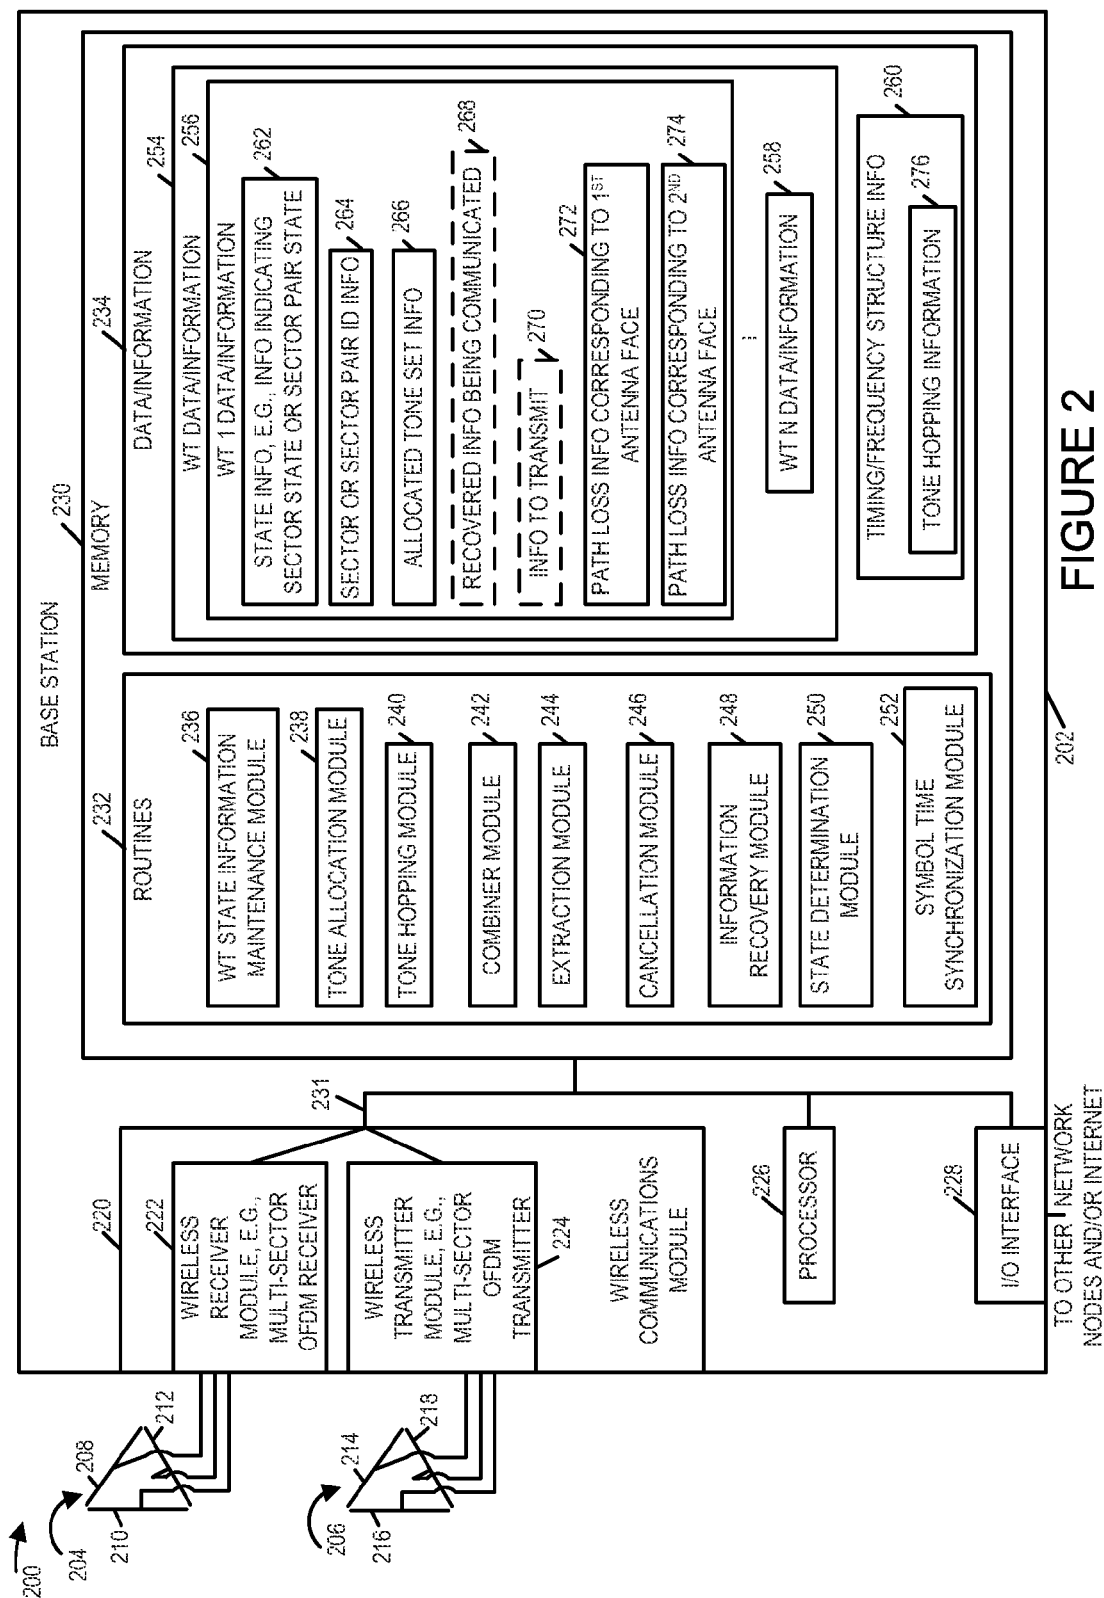 200
204
208
210
212
206
214
216
218
BASE STATION
202
220
222
WIRELESS
RECEIVER
MODULE, E.G.,
MULTI-SECTOR
OFDM RECEIVER
WIRELESS
TRANSMITTER
MODULE, E.G.,
MULTI-SECTOR
OFDM
TRANSMITTER
224
WIRELESS
COMMUNICATIONS
MODULE
231
226
PROCESSOR
228
I/O INTERFACE
TO OTHER NETWORK
NODES AND/OR INTERNET
230
MEMORY
232
ROUTINES
236
WT STATE INFORMATION
MAINTENANCE MODULE
238
TONE ALLOCATION MODULE
240
TONE HOPPING MODULE
242
COMBINER MODULE
244
EXTRACTION MODULE
246
CANCELLATION MODULE
248
INFORMATION
RECOVERY MODULE
250
STATE DETERMINATION
MODULE
252
SYMBOL TIME
SYNCHRONIZATION MODULE
234
DATA/INFORMATION
254
WT DATA/INFORMATION
256
WT 1 DATA/INFORMATION
262
STATE INFO, E.G., INFO INDICATING
SECTOR STATE OR SECTOR PAIR STATE
264
SECTOR OR SECTOR PAIR ID INFO
266
ALLOCATED TONE SET INFO
268
RECOVERED INFO BEING COMMUNICATED
270
INFO TO TRANSMIT
272
PATH LOSS INFO CORRESPONDING TO 1ST
ANTENNA FACE
274
PATH LOSS INFO CORRESPONDING TO 2ND
ANTENNA FACE
...
258
WT N DATA/INFORMATION
260
TIMING/FREQUENCY STRUCTURE INFO
276
TONE HOPPING INFORMATION
FIGURE 2